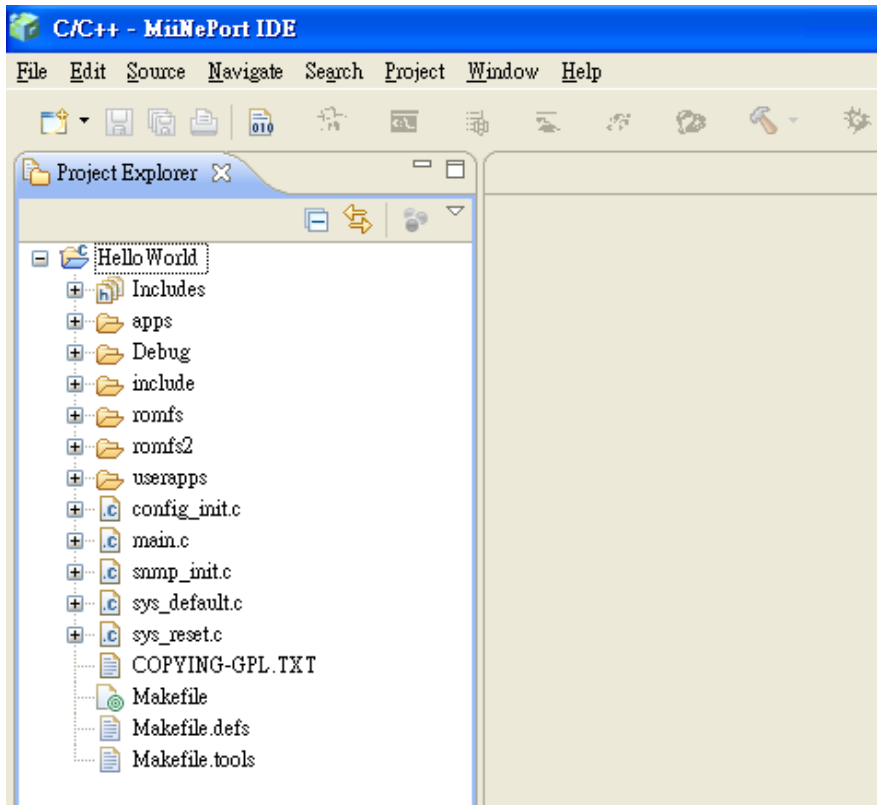 C/C++ - MiiNePort IDE
File Edit Source Navigate Search Project Window Help
010
Project Explorer
HelloWorld
Includes
apps
Debug
include
romfs
romfs2
userapps
config_init.c
main.c
snmp_init.c
sys_default.c
sys_reset.c
COPYING-GPL.TXT
Makefile
Makefile.defs
Makefile.tools